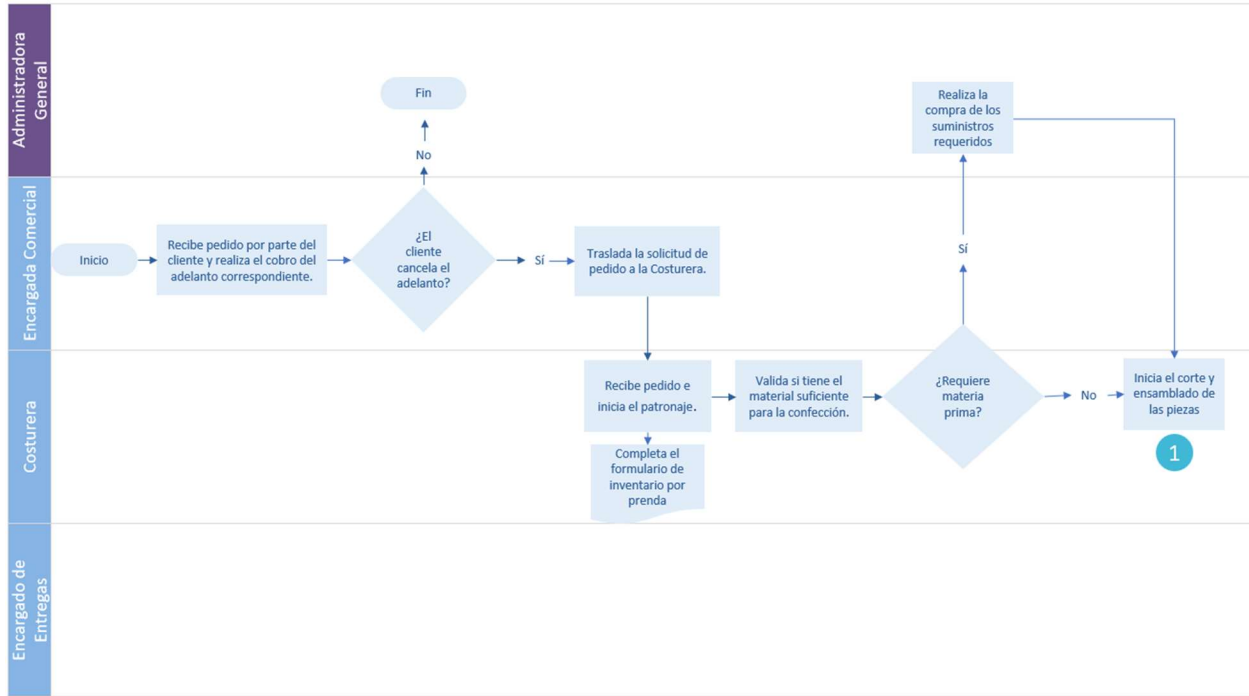 Administradora
General
Fin
No
Realiza la
compra de los
suministros
requeridos
Encargada Comercial
Inicio
Recibe pedido por parte del
cliente y realiza el cobro del
adelanto correspondiente.
¿El
cliente
cancela el
adelanto?
Sí
Traslada la solicitud de
pedido a la Costurera.
Sí
Costurera
Recibe pedido e
inicia el patronaje.
Valida si tiene el
material suficiente
para la confección.
¿Requiere
materia
prima?
No
Inicia el corte y
ensamblado de
las piezas
1
Completa el
formulario de
inventario por
prenda
Encargado de
Entregas